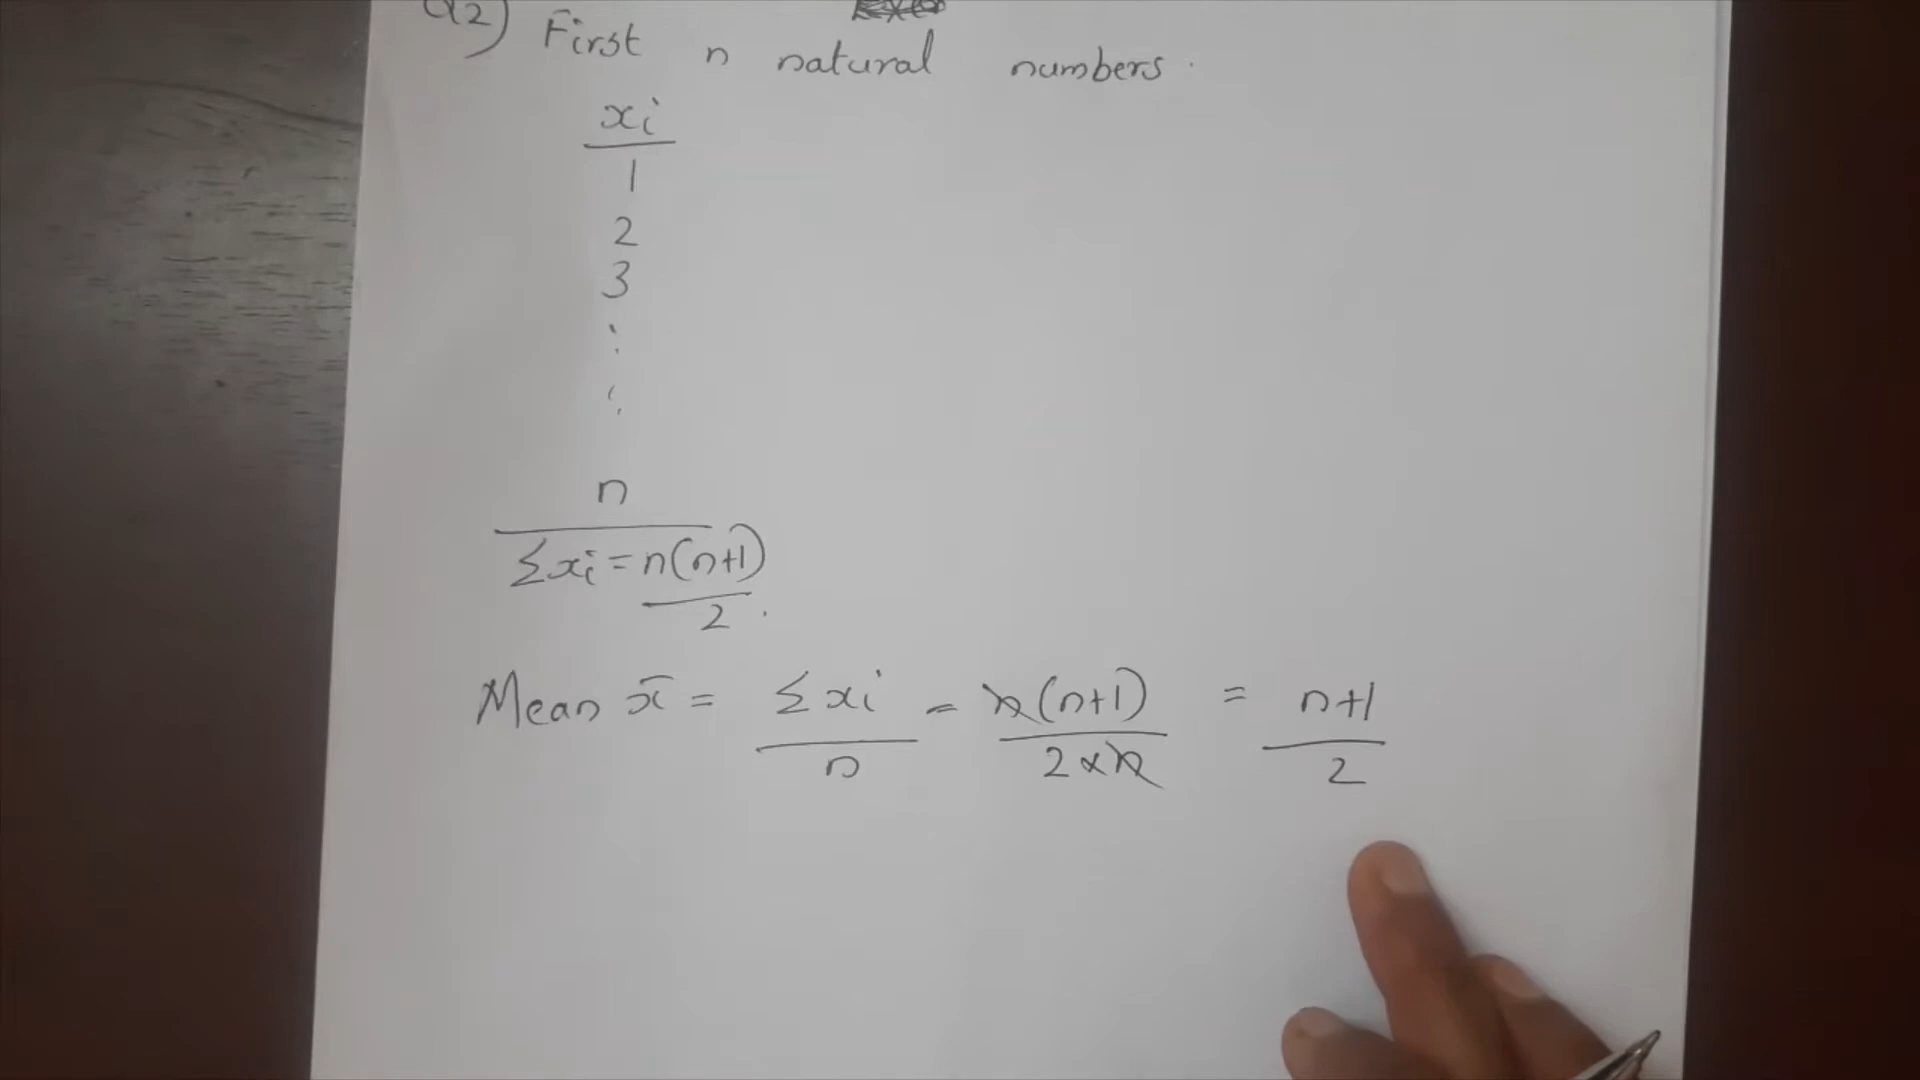 Q2) First n natural numbers.
xi
1
2
3
:
:
n
Σxi = n(n+1)/2.
Mean x̄ = Σxi/n = n(n+1)/2×n = n+1/2